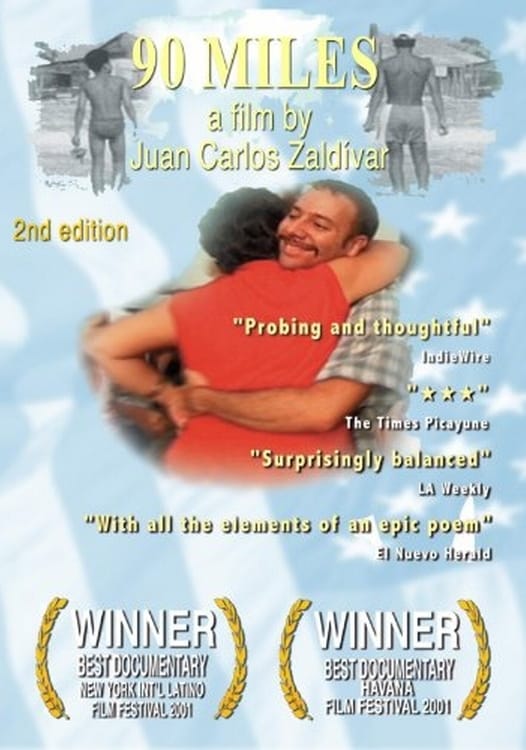 90 MILES
a film by
Juan Carlos Zaldívar
2nd edition
"Probing and thoughtful"
IndieWire
"★★★"
The Times Picayune
"Surprisingly balanced"
LA Weekly
"With all the elements of an epic poem"
El Nuevo Herald
WINNER
BEST DOCUMENTARY
NEW YORK INT'L LATINO
FILM FESTIVAL 2001
WINNER
BEST DOCUMENTARY
HAVANA
FILM FESTIVAL 2001